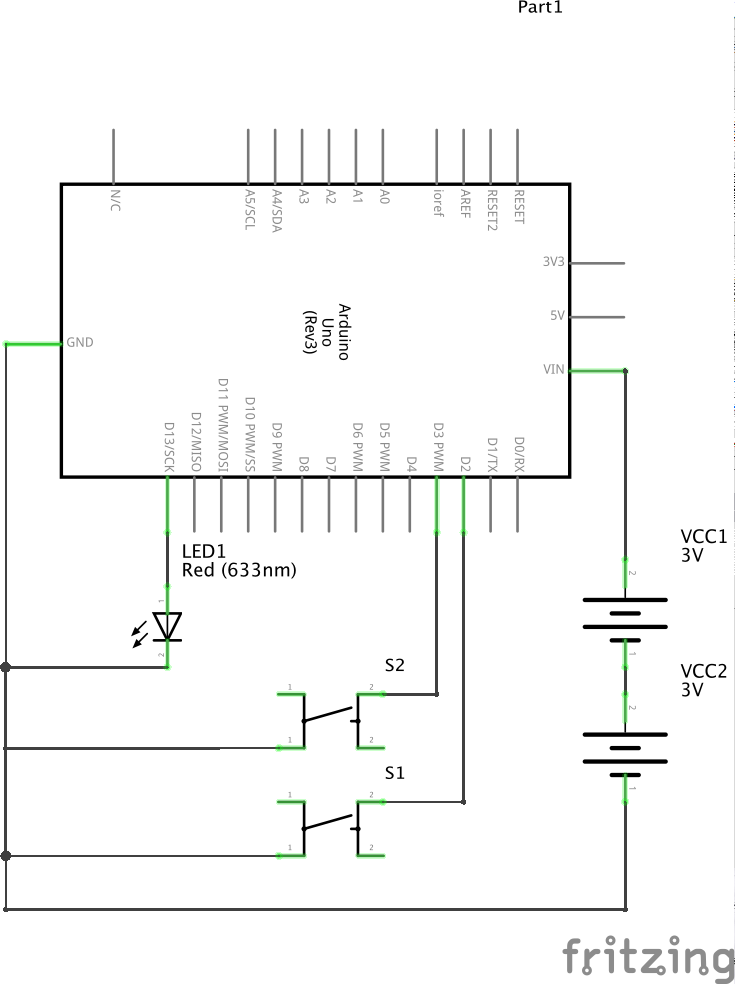 Part1
N/C
A5/SCL
A4/SDA
A3
A2
A1
A0
ioref
AREF
RESET2
RESET
3V3
5V
VIN
GND
Arduino
Uno
(Rev3)
D13/SCK
D12/MISO
D11 PWM/MOSI
D10 PWM/SS
D9 PWM
D8
D7
D6 PWM
D5 PWM
D4
D3 PWM
D2
D1/TX
D0/RX
LED1
Red (633nm)
1
2
VCC1
3V
2
1
VCC2
3V
2
1
S2
1
2
1
2
S1
1
2
1
2
fritzing